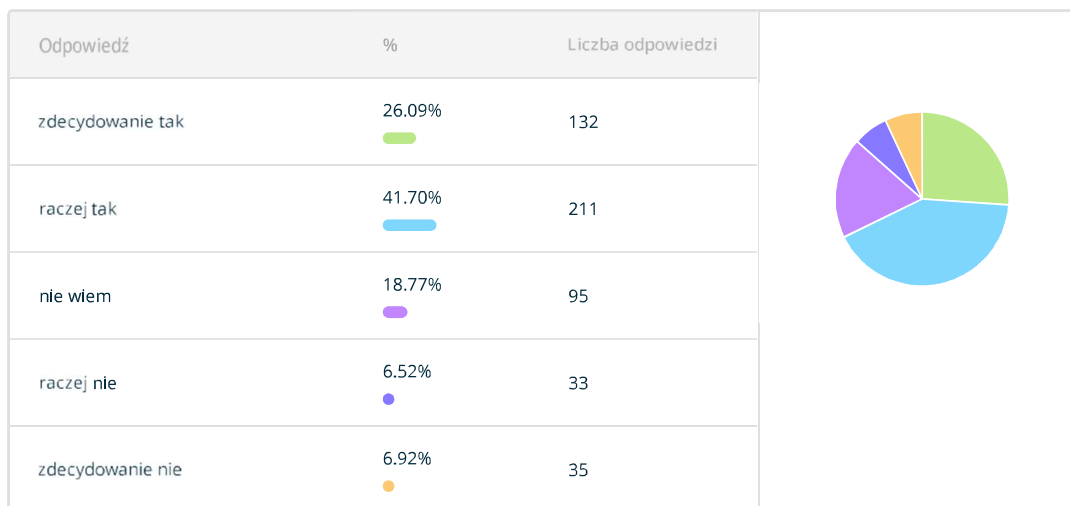 Odpowiedź % Liczba odpowiedzi
zdecydowanie tak 26.09% 132
raczej tak 41.70% 211
nie wiem 18.77% 95
raczej nie 6.52% 33
zdecydowanie nie 6.92% 35